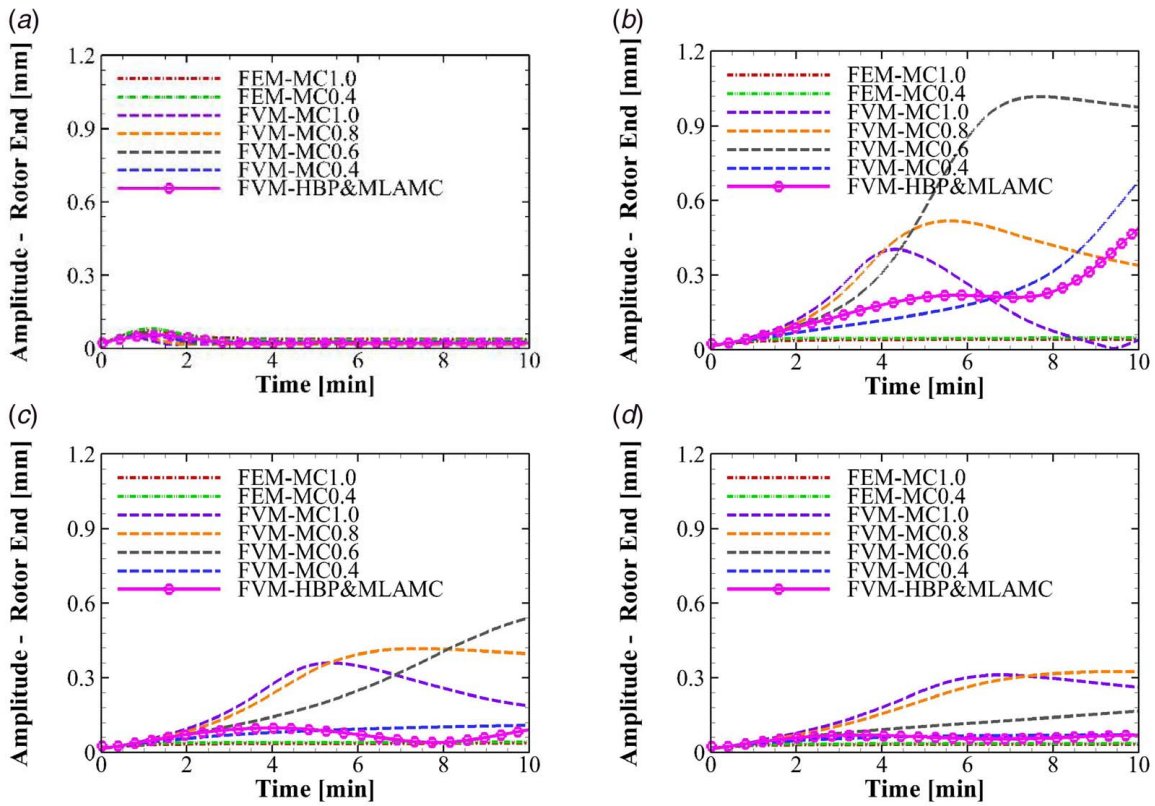 (a)
Amplitude - Rotor End [mm]
1.2
0.9
0.6
0.3
0
FEM-MC1.0
FEM-MC0.4
FVM-MC1.0
FVM-MC0.8
FVM-MC0.6
FVM-MC0.4
FVM-HBP&MLAMC
0 2 4 6 8 10
Time [min]
(b)
Amplitude - Rotor End [mm]
1.2
0.9
0.6
0.3
0
FEM-MC1.0
FEM-MC0.4
FVM-MC1.0
FVM-MC0.8
FVM-MC0.6
FVM-MC0.4
FVM-HBP&MLAMC
0 2 4 6 8 10
Time [min]
(c)
Amplitude - Rotor End [mm]
1.2
0.9
0.6
0.3
0
FEM-MC1.0
FEM-MC0.4
FVM-MC1.0
FVM-MC0.8
FVM-MC0.6
FVM-MC0.4
FVM-HBP&MLAMC
0 2 4 6 8 10
Time [min]
(d)
Amplitude - Rotor End [mm]
1.2
0.9
0.6
0.3
0
FEM-MC1.0
FEM-MC0.4
FVM-MC1.0
FVM-MC0.8
FVM-MC0.6
FVM-MC0.4
FVM-HBP&MLAMC
0 2 4 6 8 10
Time [min]